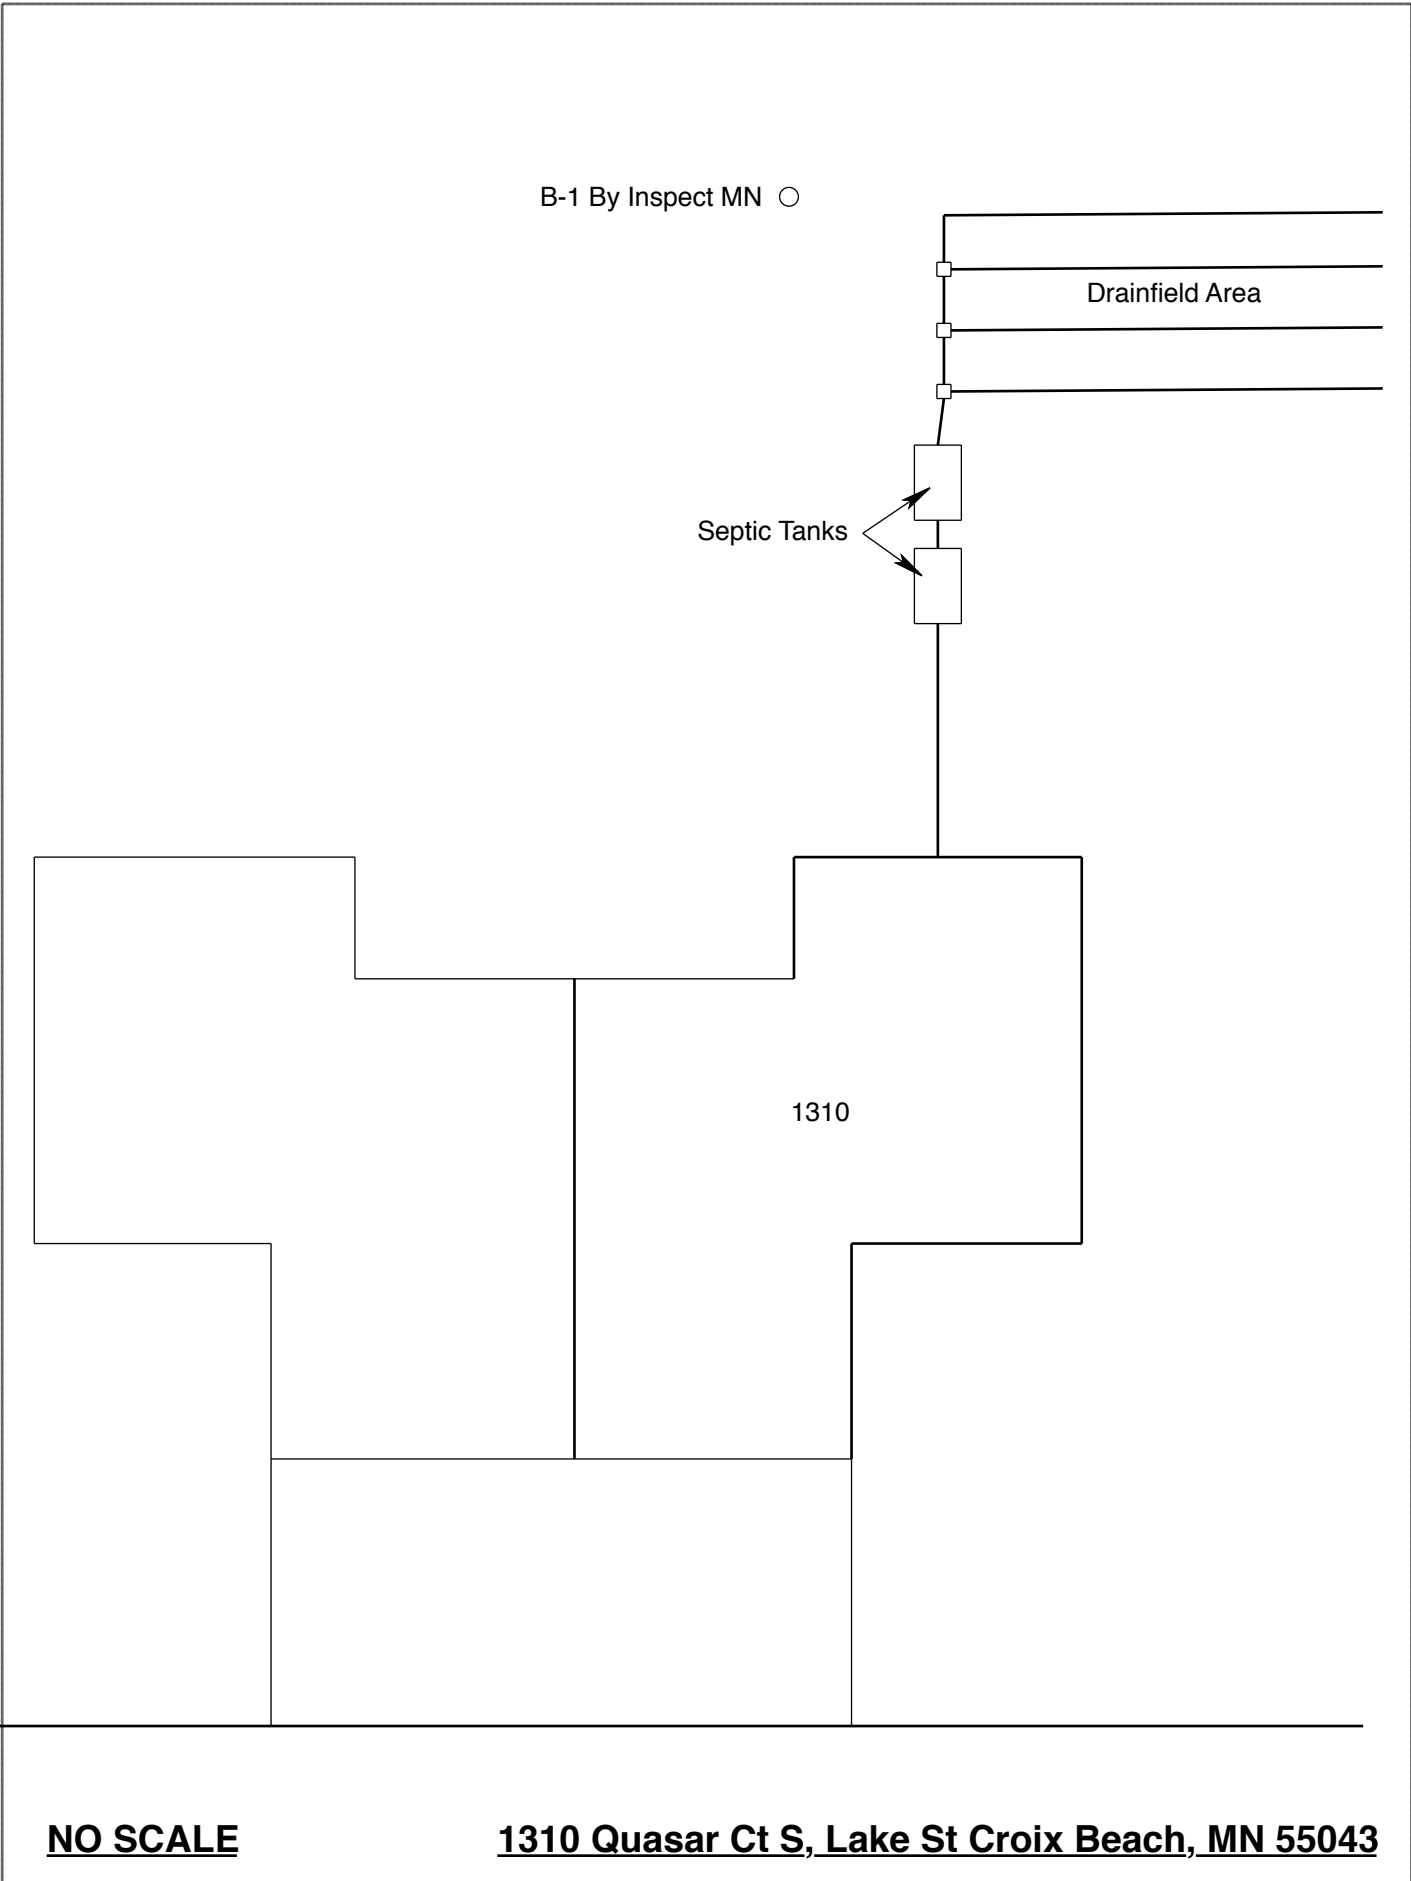 B-1 By Inspect MN
Drainfield Area
Septic Tanks
1310
NO SCALE
1310 Quasar Ct S, Lake St Croix Beach, MN 55043